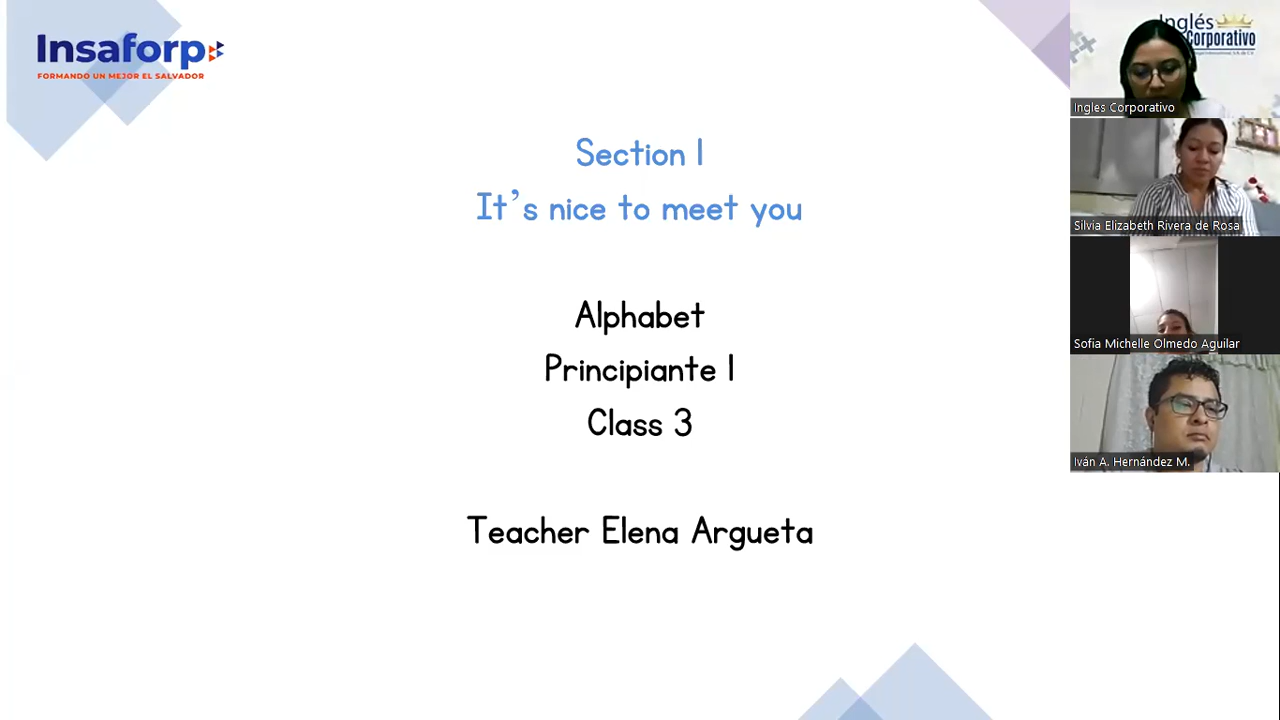 Insaforp
FORMANDO UN MEJOR EL SALVADOR
Section 1
It's nice to meet you
Alphabet
Principiante 1
Class 3
Teacher Elena Argueta
Inglés
Corporativo
Ingles Corporativo
Silvia Elizabeth Rivera de Rosa
Sofia Michelle Olmedo Aguilar
Iván A. Hernández M.